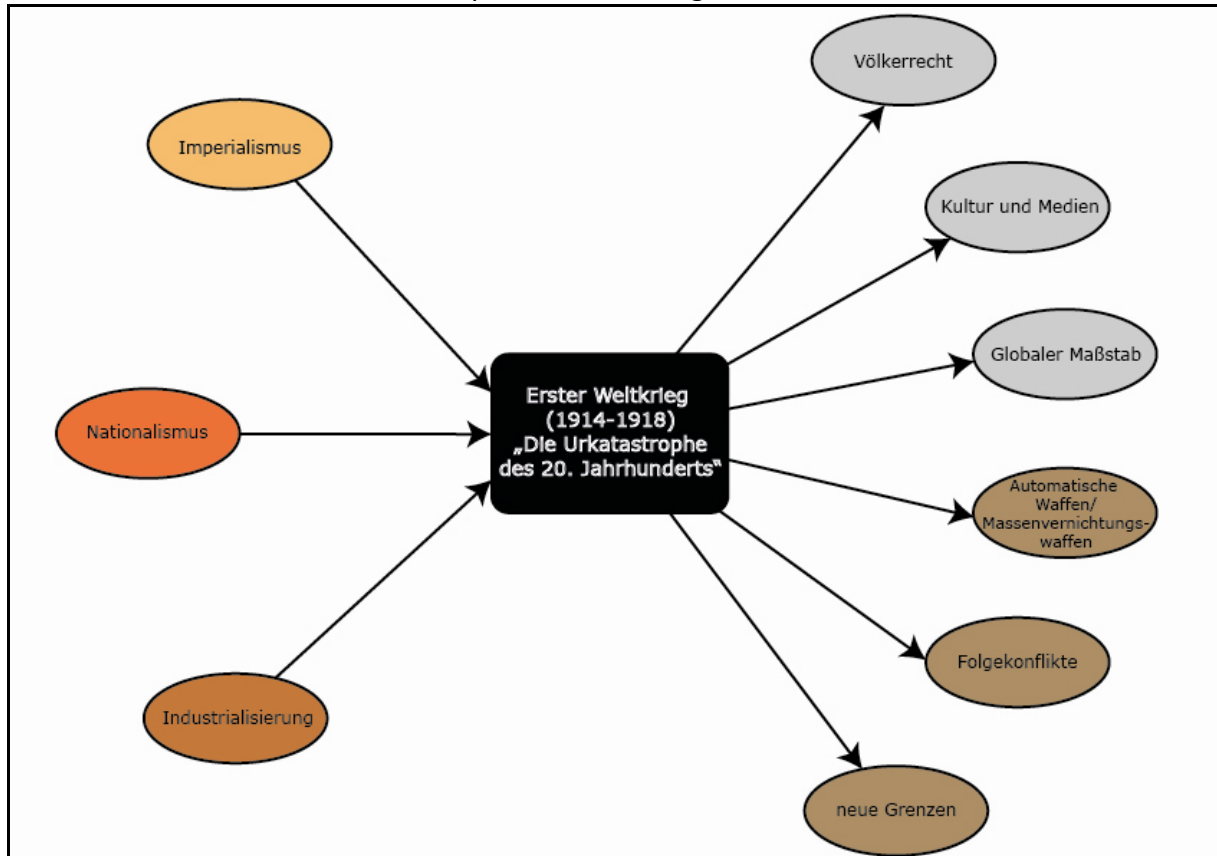 Völkerrecht
Imperialismus
Kultur und Medien
Globaler Maßstab
Erster Weltkrieg
(1914-1918)
„Die Urkatastrophe
des 20. Jahrhunderts“
Nationalismus
Automatische
Waffen/
Massenvernichtungs-
waffen
Folgekonflikte
Industrialisierung
neue Grenzen